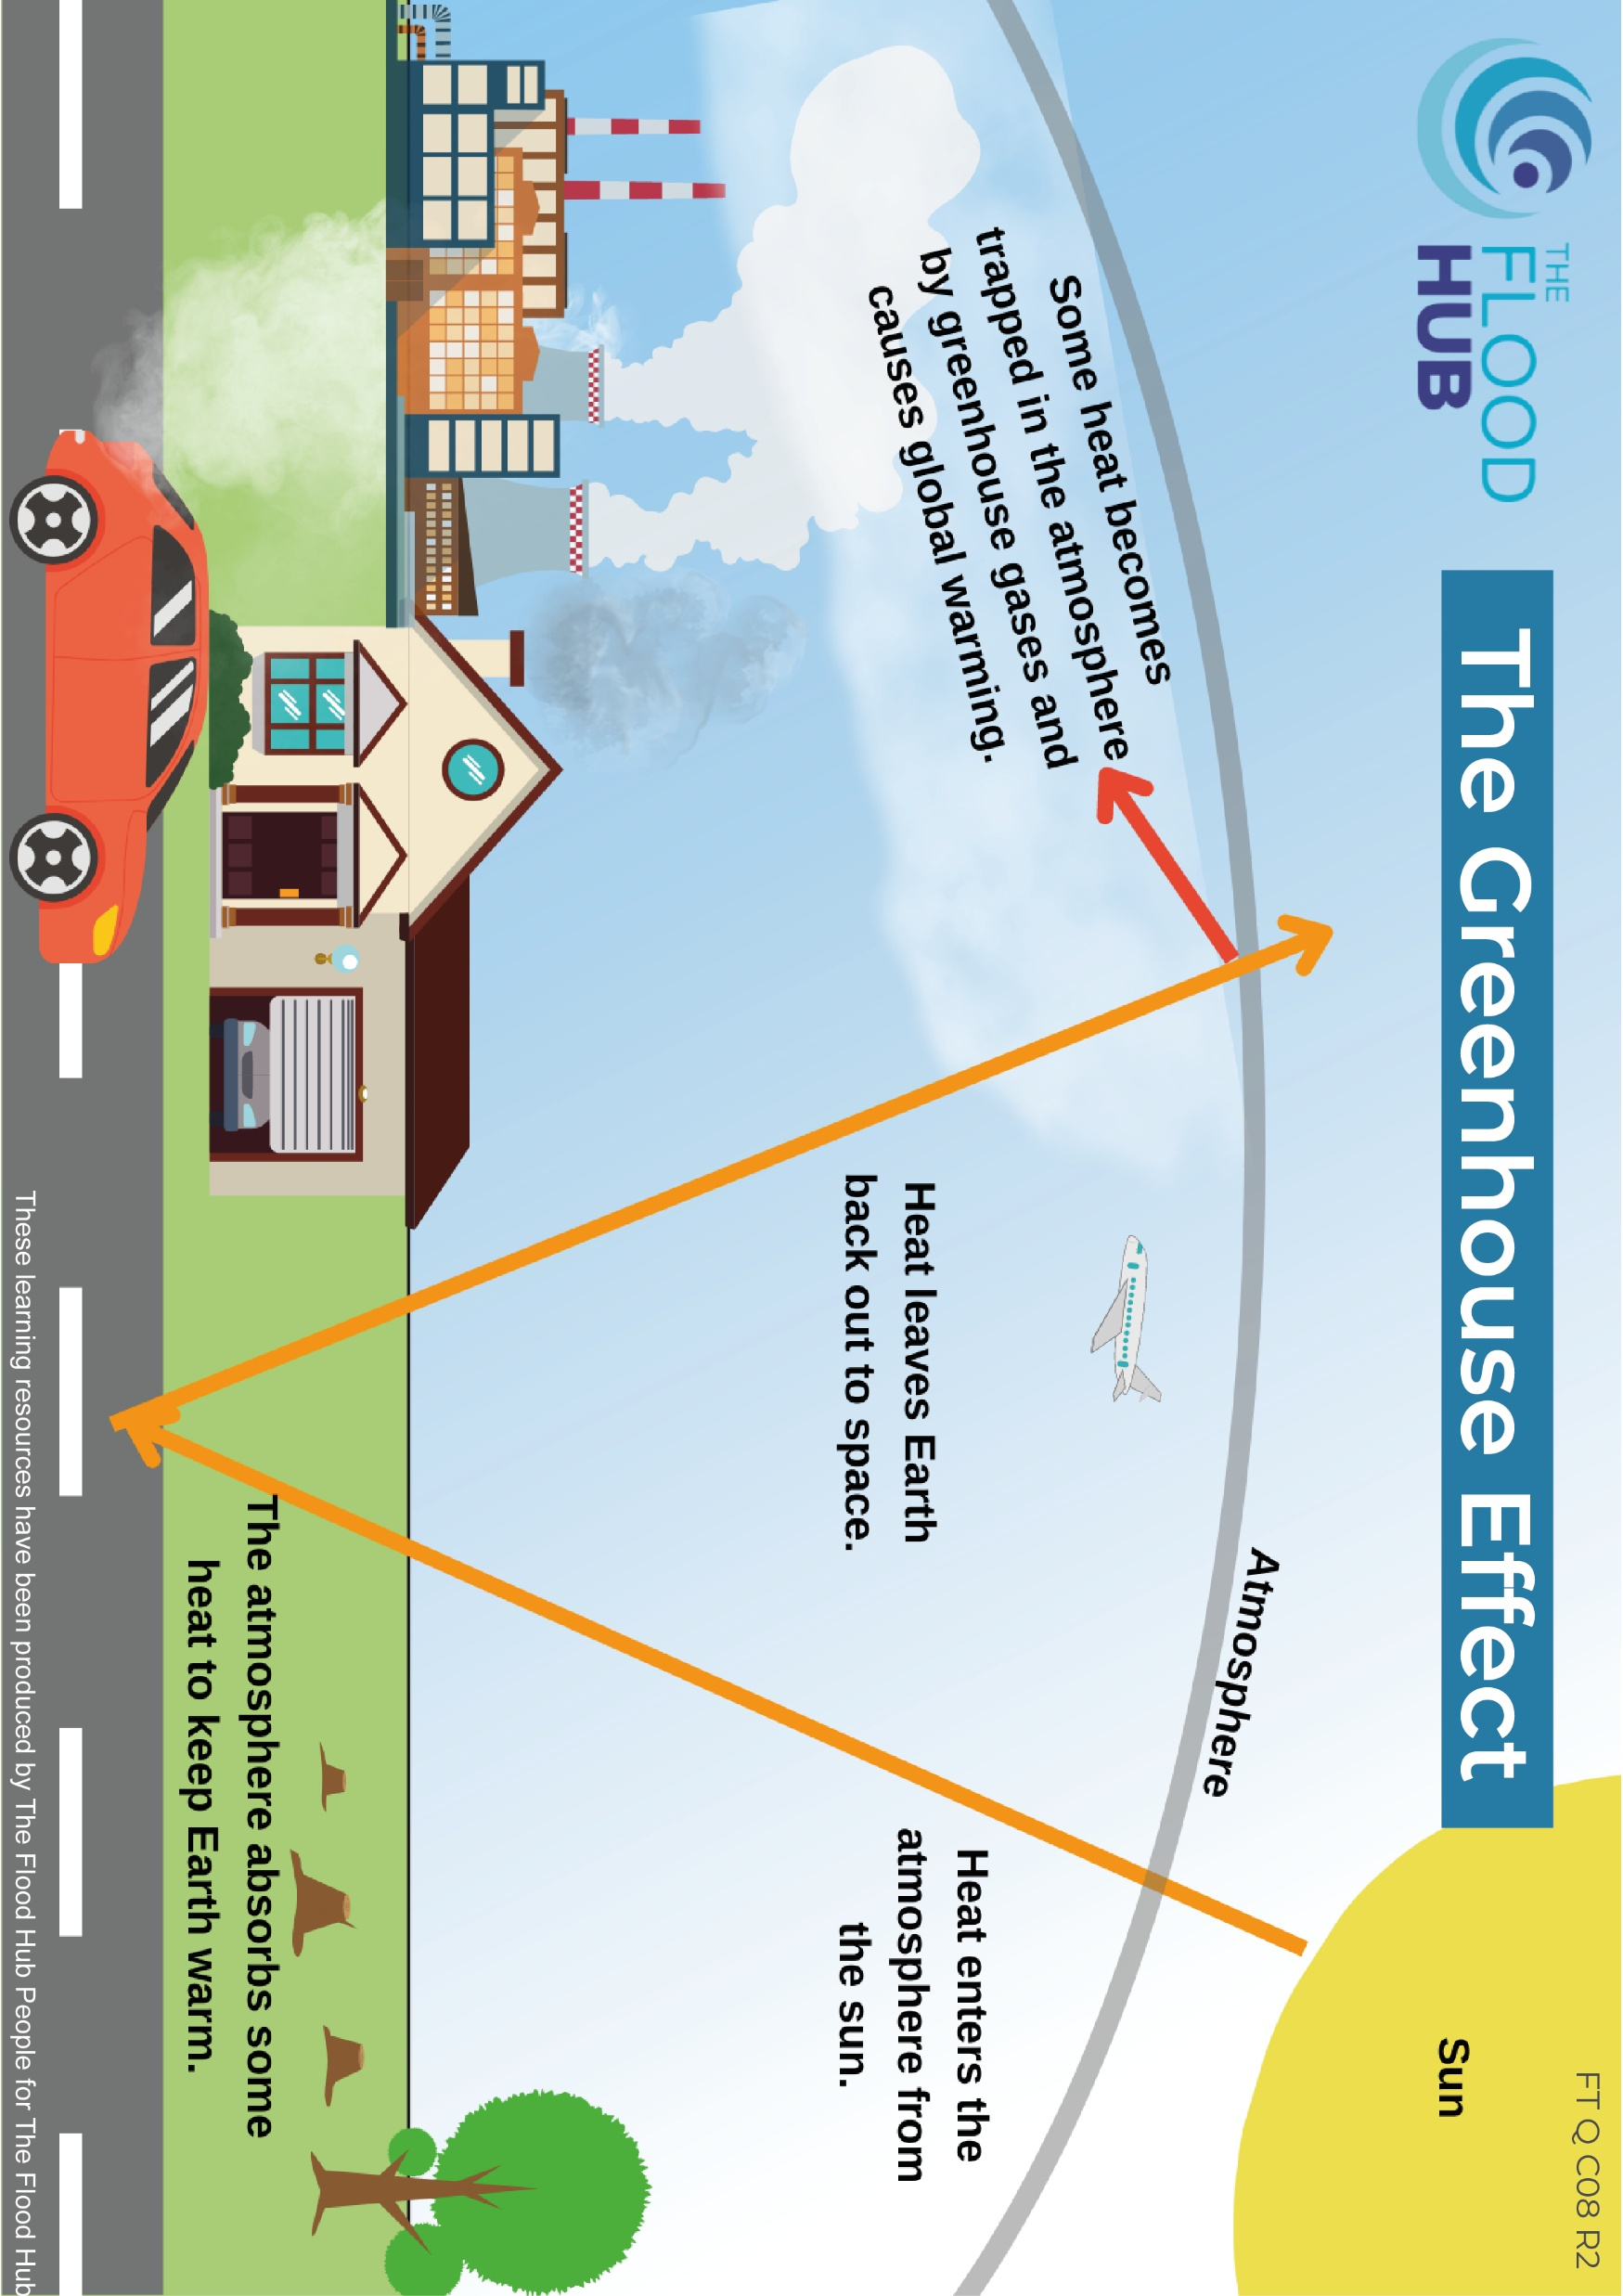 THE
FLOOD
HUB
The Greenhouse Effect
FT Q C08 R2
Sun
Atmosphere
Some heat becomes
trapped in the atmosphere
by greenhouse gases and
causes global warming.
Heat leaves Earth
back out to space.
Heat enters the
atmosphere from
the sun.
The atmosphere absorbs some
heat to keep Earth warm.
These learning resources have been produced by The Flood Hub People for The Flood Hub